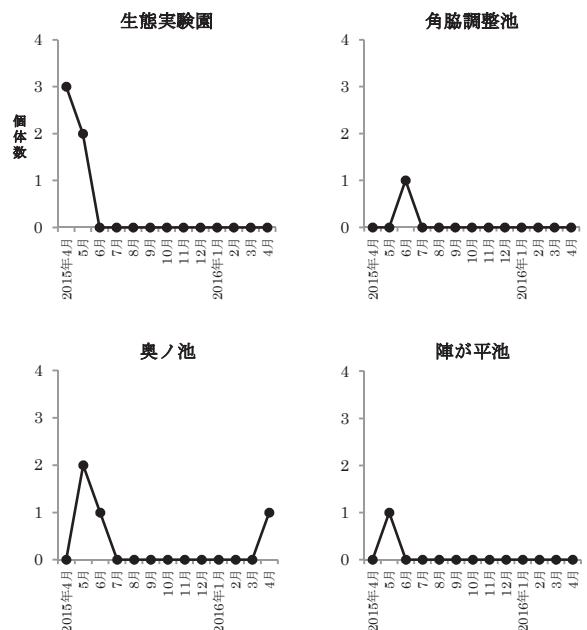 生態実験園
個体数
4
3
2
1
0
2015年4月
5月
6月
7月
8月
9月
10月
11月
12月
2016年1月
2月
3月
4月
角脇調整池
4
3
2
1
0
2015年4月
5月
6月
7月
8月
9月
10月
11月
12月
2016年1月
2月
3月
4月
奥ノ池
4
3
2
1
0
2015年4月
5月
6月
7月
8月
9月
10月
11月
12月
2016年1月
2月
3月
4月
陣が平池
4
3
2
1
0
2015年4月
5月
6月
7月
8月
9月
10月
11月
12月
2016年1月
2月
3月
4月